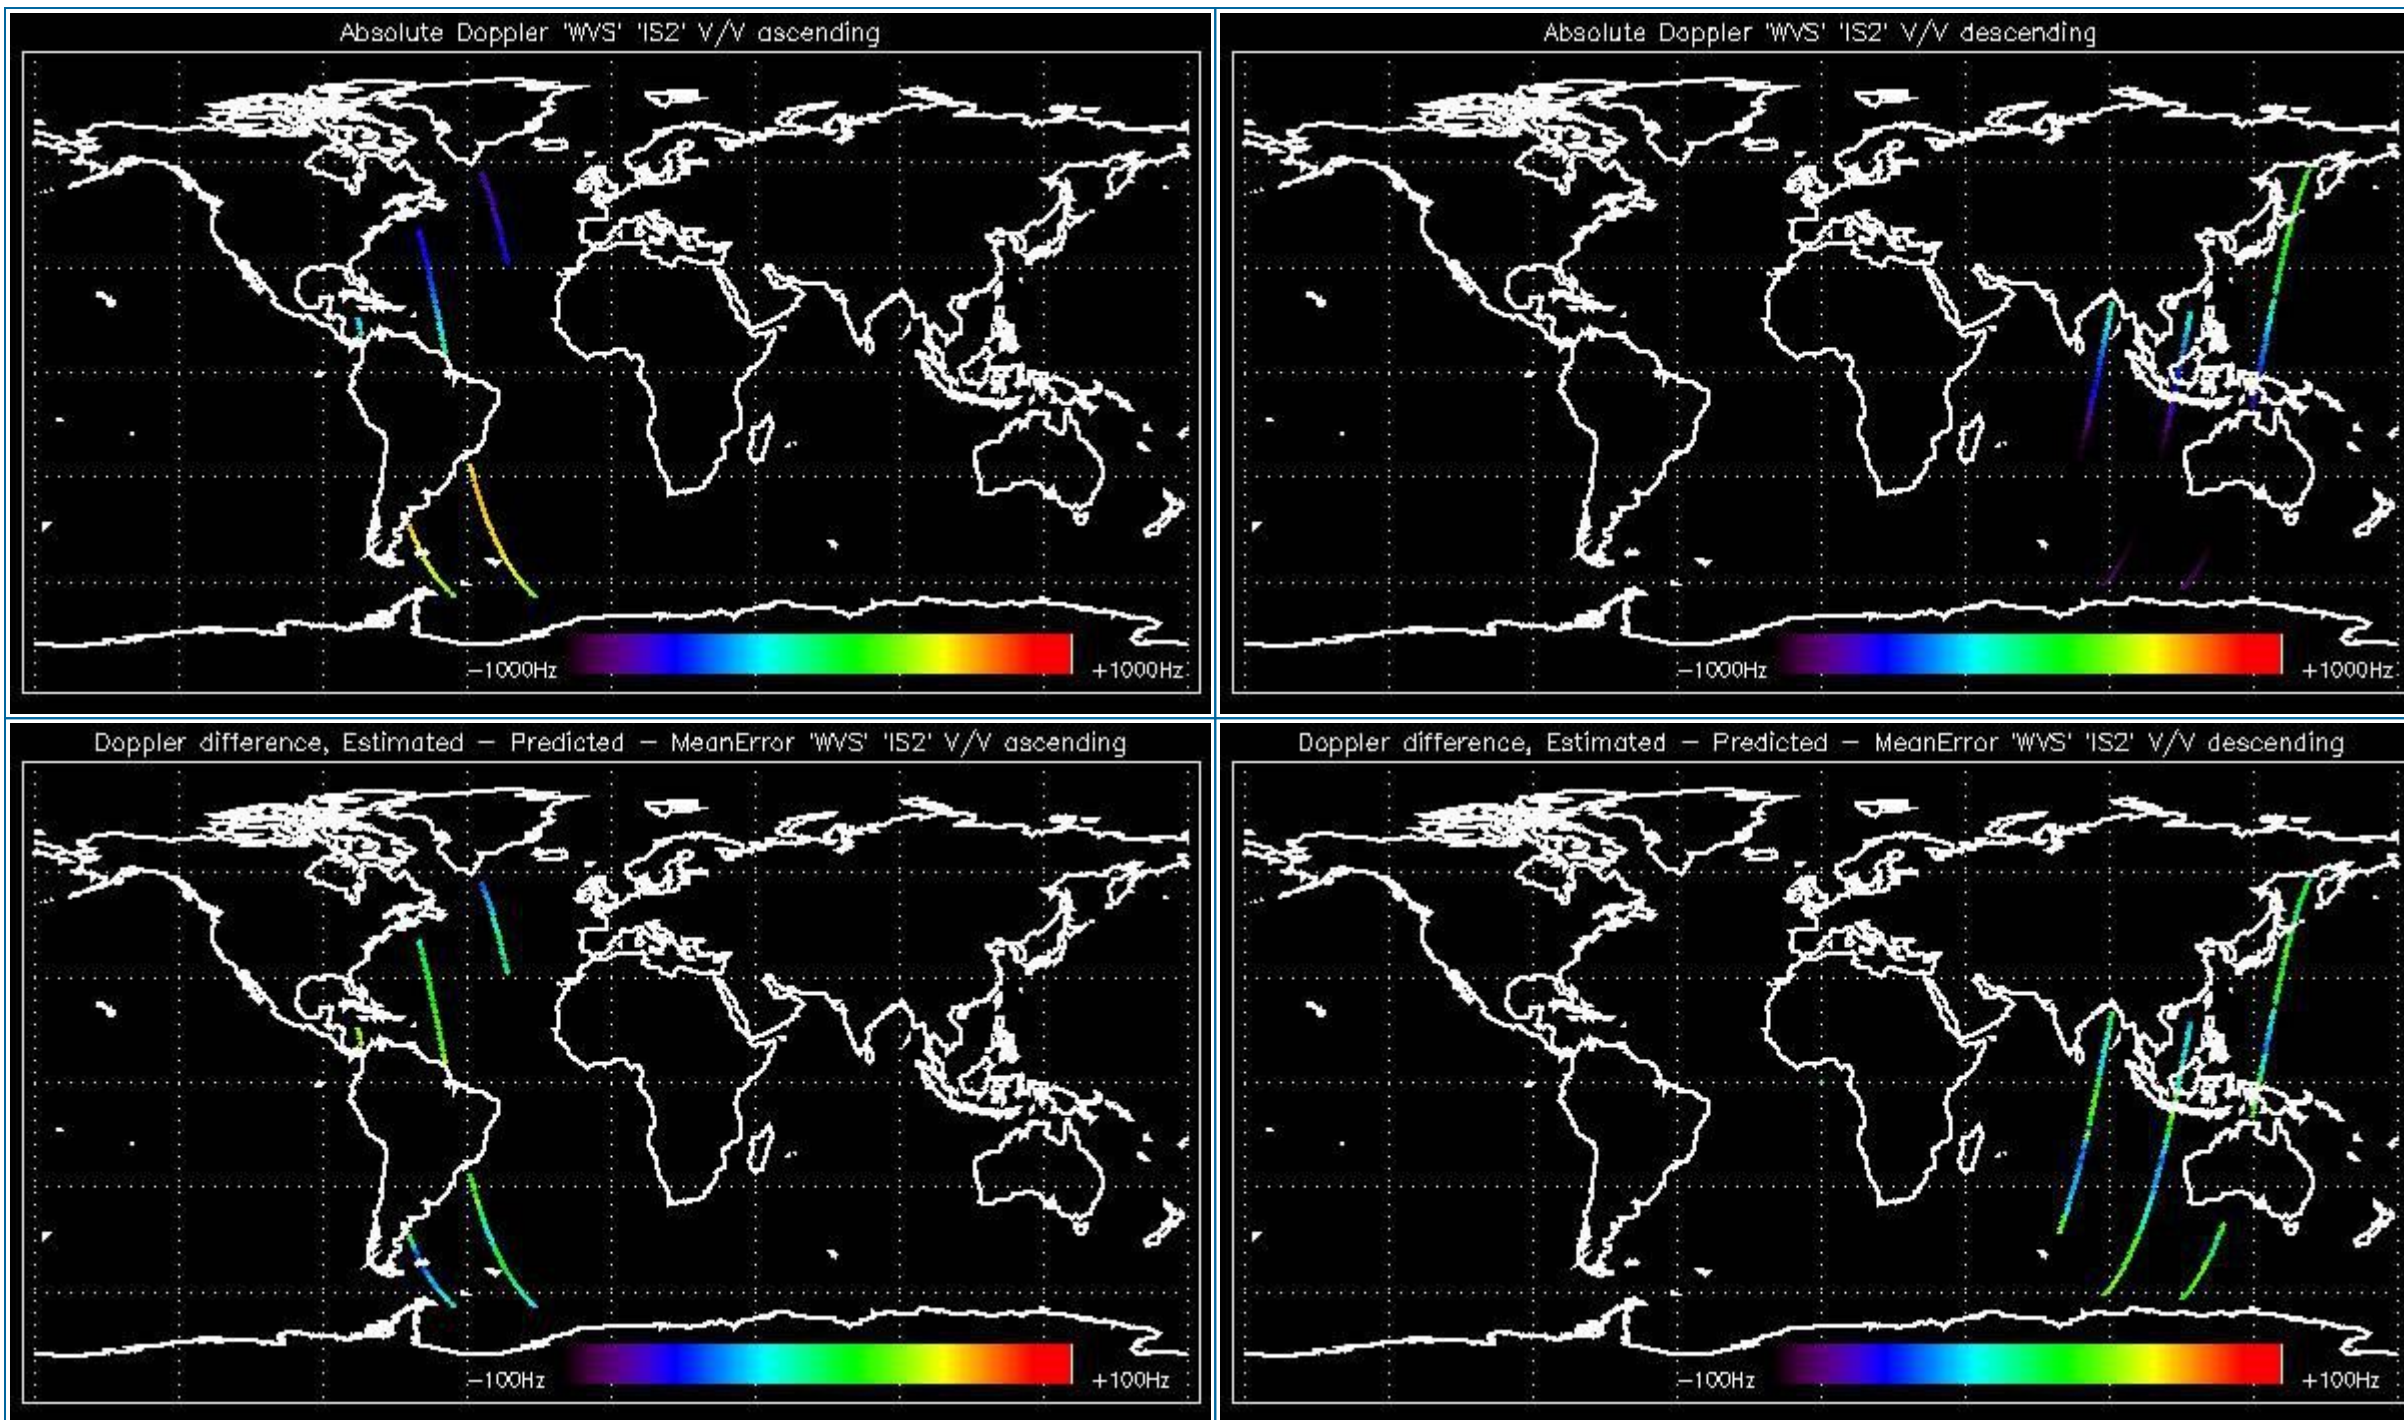 Absolute Doppler 'WVS' 'IS2' V/V ascending
-1000Hz
+1000Hz
Absolute Doppler 'WVS' 'IS2' V/V descending
-1000Hz
+1000Hz
Doppler difference, Estimated - Predicted - MeanError 'WVS' 'IS2' V/V ascending
-100Hz
+100Hz
Doppler difference, Estimated - Predicted - MeanError 'WVS' 'IS2' V/V descending
-100Hz
+100Hz